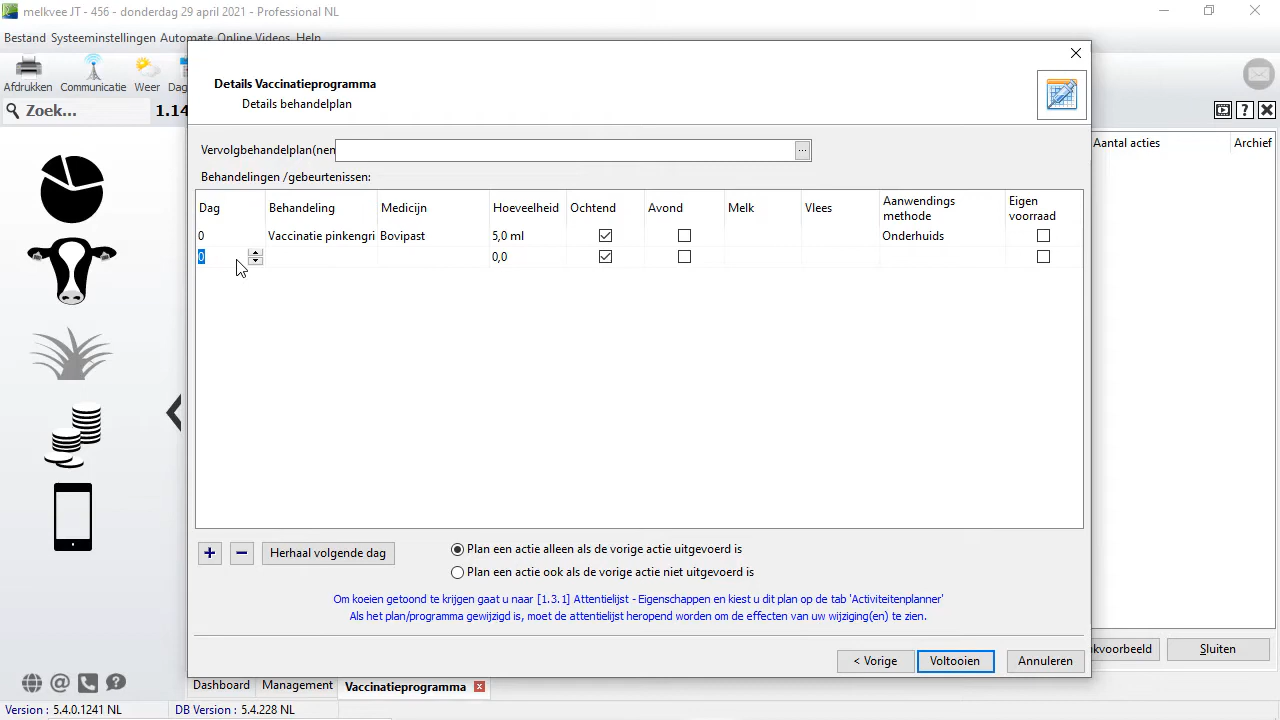 melkvee JT - 456 - donderdag 29 april 2021 - Professional NL
Bestand Systeeminstellingen Automate Online Videos Help
Afdrukken Communicatie Weer
Zoek... 1.14
Details Vaccinatieprogramma
Details behandelplan
Vervolgbehandelplan(nen
Behandelingen /gebeurtenissen:
Dag Behandeling Medicijn Hoeveelheid Ochtend Avond Melk Vlees Aanwendings methode Eigen voorraad
0 Vaccinatie pinkengri Bovipast 5,0 ml Onderhuids
0 0,0
Aantal acties Archief
+ − Herhaal volgende dag
Plan een actie alleen als de vorige actie uitgevoerd is
Plan een actie ook als de vorige actie niet uitgevoerd is
Om koeien getoond te krijgen gaat u naar [1.3.1] Attentielijst - Eigenschappen en kiest u dit plan op de tab 'Activiteitenplanner'
Als het plan/programma gewijzigd is, moet de attentielijst heropend worden om de effecten van uw wijziging(en) te zien.
< Vorige Voltooien Annuleren
kvoorbeeld Sluiten
Dashboard Management Vaccinatieprogramma x
Version : 5.4.0.1241 NL DB Version : 5.4.228 NL